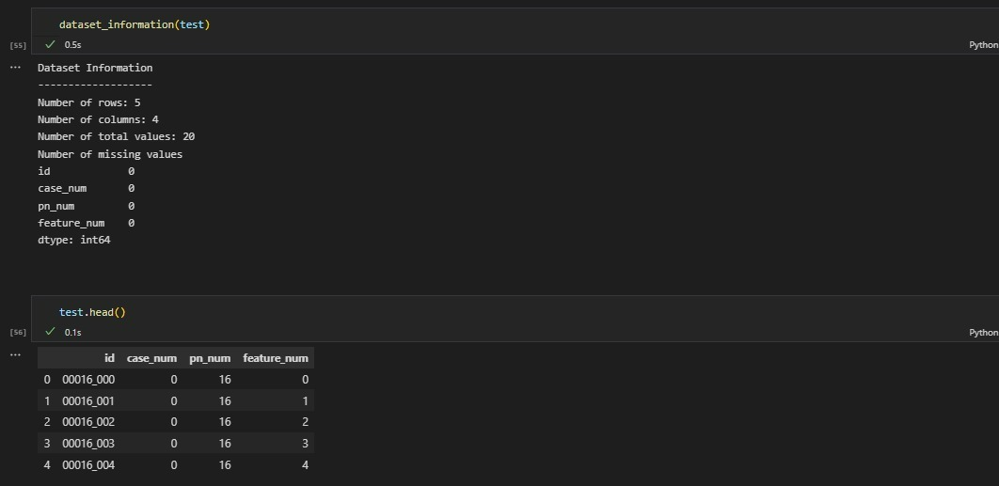 dataset_information(test)
[55] ✓ 0.5s Python
... Dataset Information
-------------------
Number of rows: 5
Number of columns: 4
Number of total values: 20
Number of missing values
id 0
case_num 0
pn_num 0
feature_num 0
dtype: int64
test.head()
[56] ✓ 0.1s Python
...
id case_num pn_num feature_num
0 00016_000 0 16 0
1 00016_001 0 16 1
2 00016_002 0 16 2
3 00016_003 0 16 3
4 00016_004 0 16 4